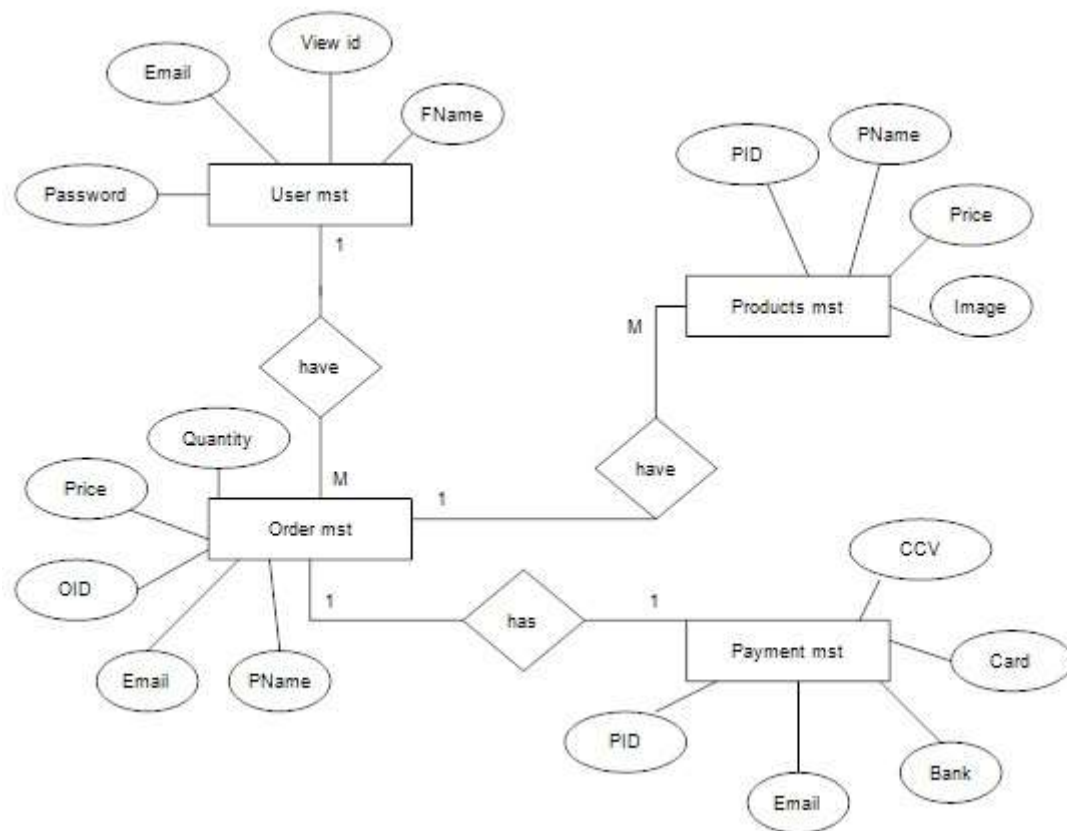 View id
Email
FName
Password
User mst
1
PID
PName
Price
Image
Products mst
M
have
Quantity
M
Price
Order mst
1
have
OID
Email
PName
1
has
1
CCV
Payment mst
Card
PID
Email
Bank